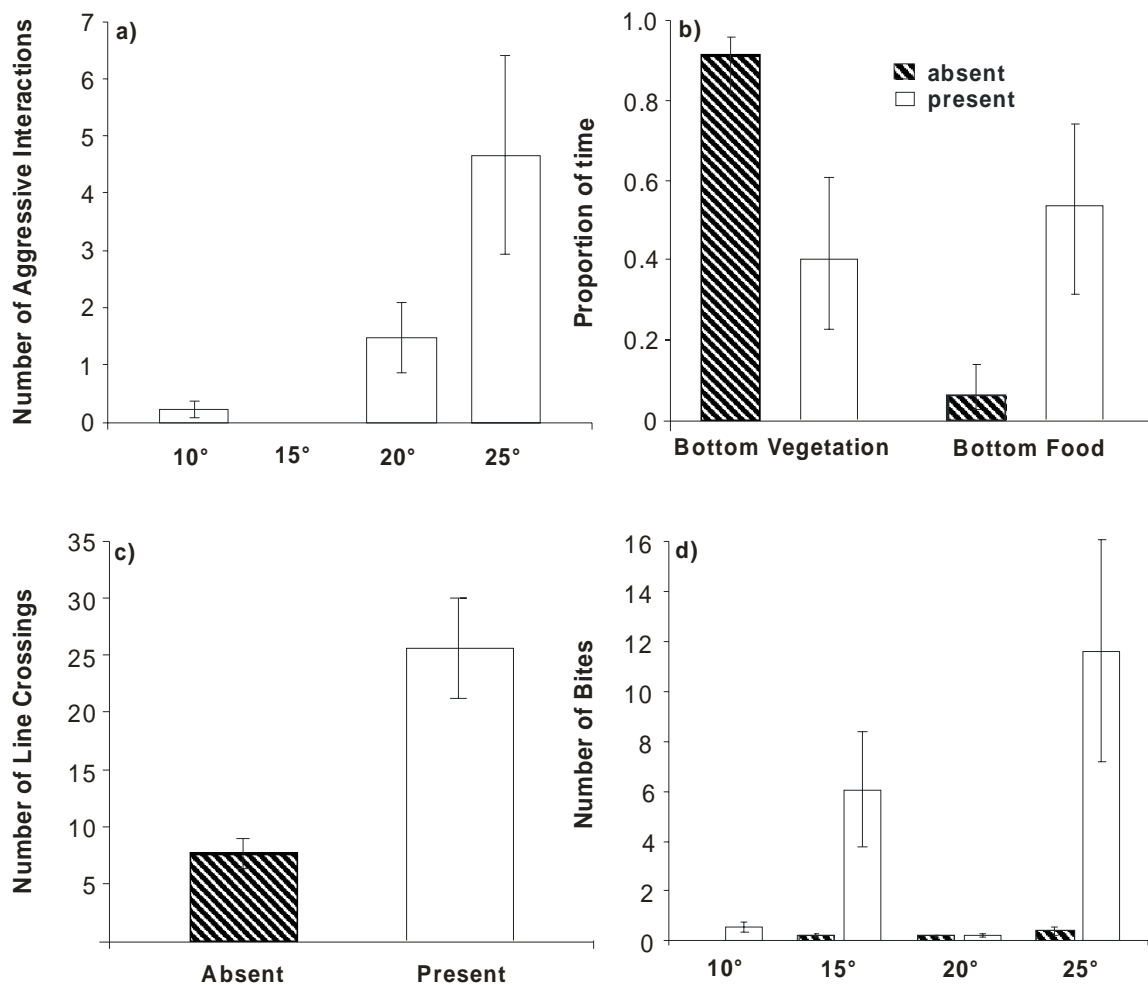 a)
Number of Aggressive Interactions
7
6
5
4
3
2
1
0
10° 15° 20° 25°
b)
Proportion of time
1.0
0.8
0.6
0.4
0.2
0
absent
present
Bottom Vegetation Bottom Food
c)
Number of Line Crossings
35
30
25
20
15
10
5
Absent Present
d)
Number of Bites
16
14
12
10
8
6
4
2
0
10° 15° 20° 25°